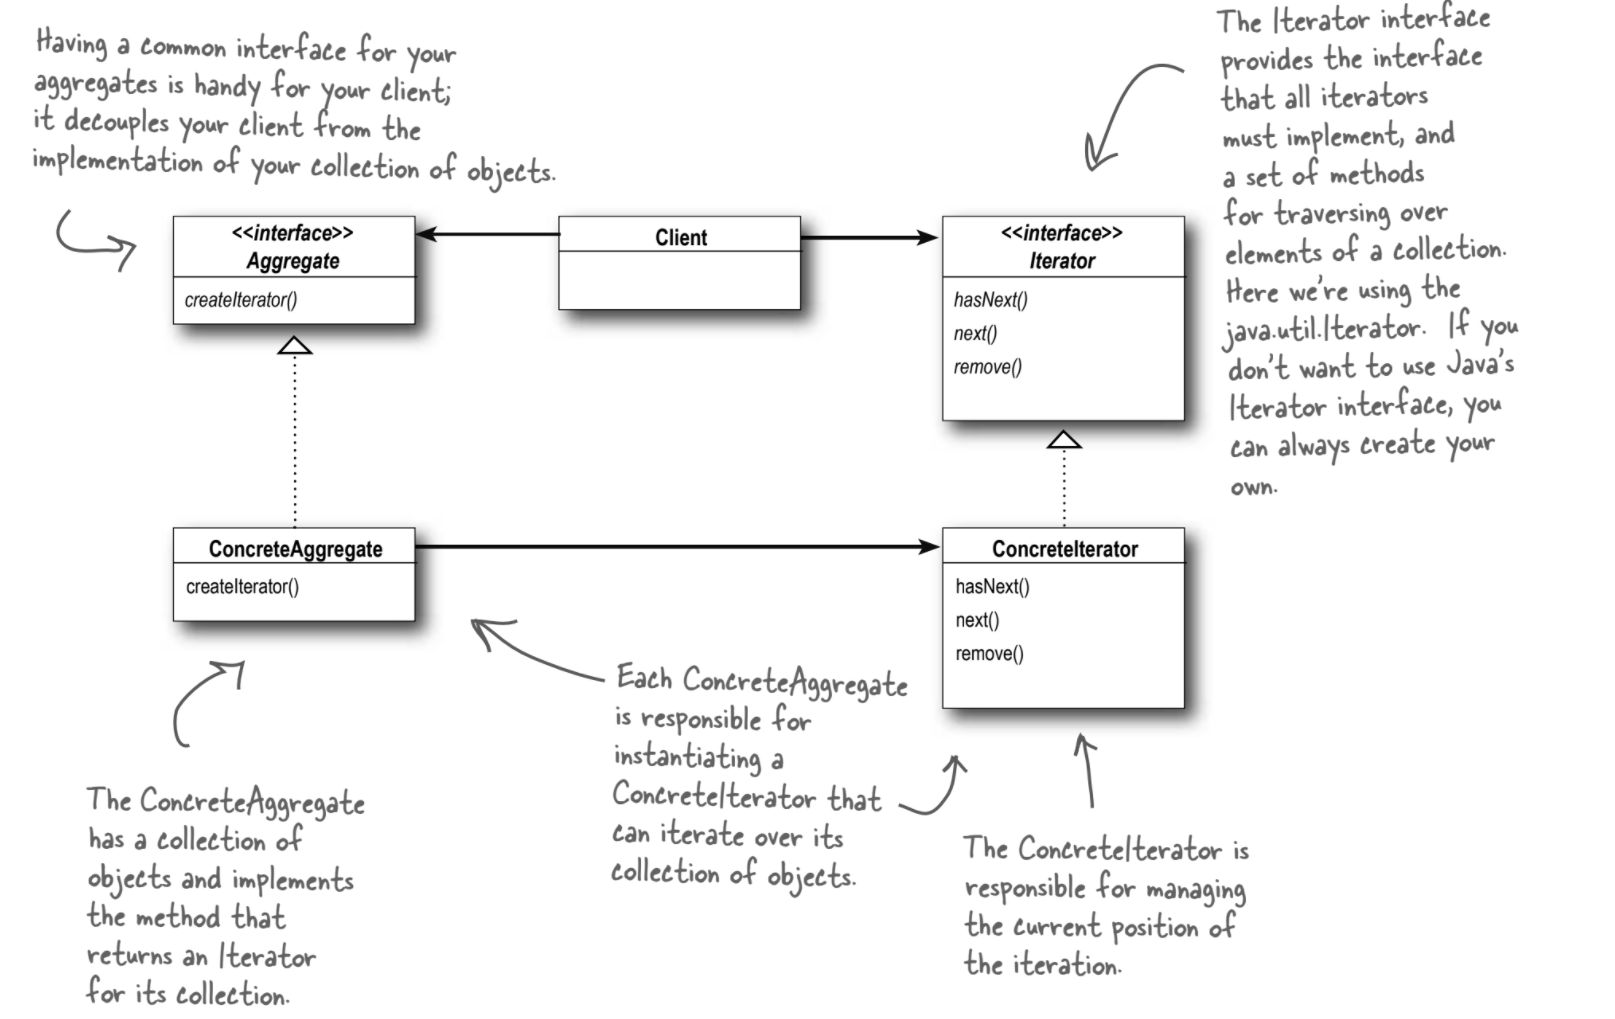 Having a common interface for your
aggregates is handy for your client;
it decouples your client from the
implementation of your collection of objects.
The Iterator interface
provides the interface
that all iterators
must implement, and
a set of methods
for traversing over
elements of a collection.
Here we're using the
java.util.Iterator. If you
don't want to use Java's
Iterator interface, you
can always create your
own.
<<interface>>
Aggregate
createIterator()
Client
<<interface>>
Iterator
hasNext()
next()
remove()
ConcreteAggregate
createIterator()
ConcreteIterator
hasNext()
next()
remove()
The ConcreteAggregate
has a collection of
objects and implements
the method that
returns an Iterator
for its collection.
Each ConcreteAggregate
is responsible for
instantiating a
ConcreteIterator that
can iterate over its
collection of objects.
The ConcreteIterator is
responsible for managing
the current position of
the iteration.